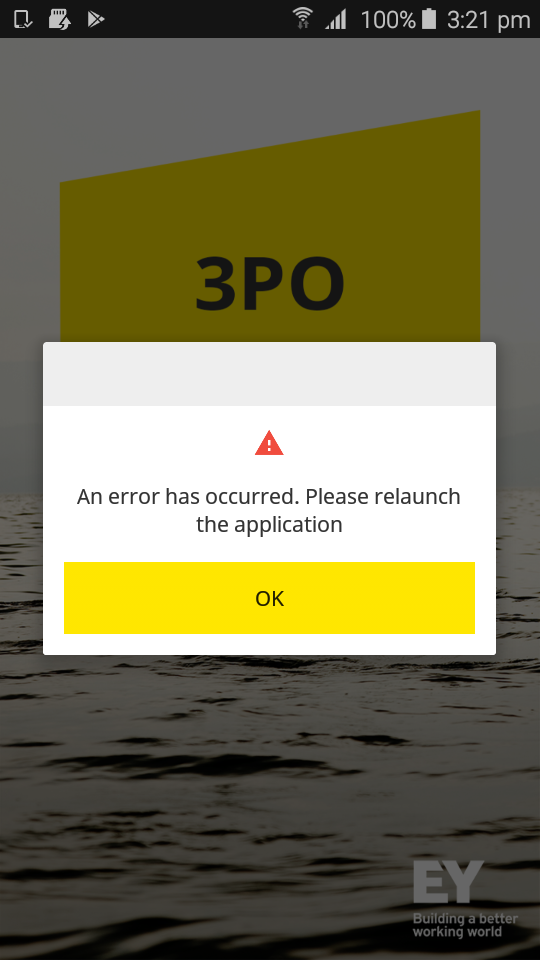 100% 3:21 pm
3PO
An error has occurred. Please relaunch
the application
OK
EY
Building a better
working world